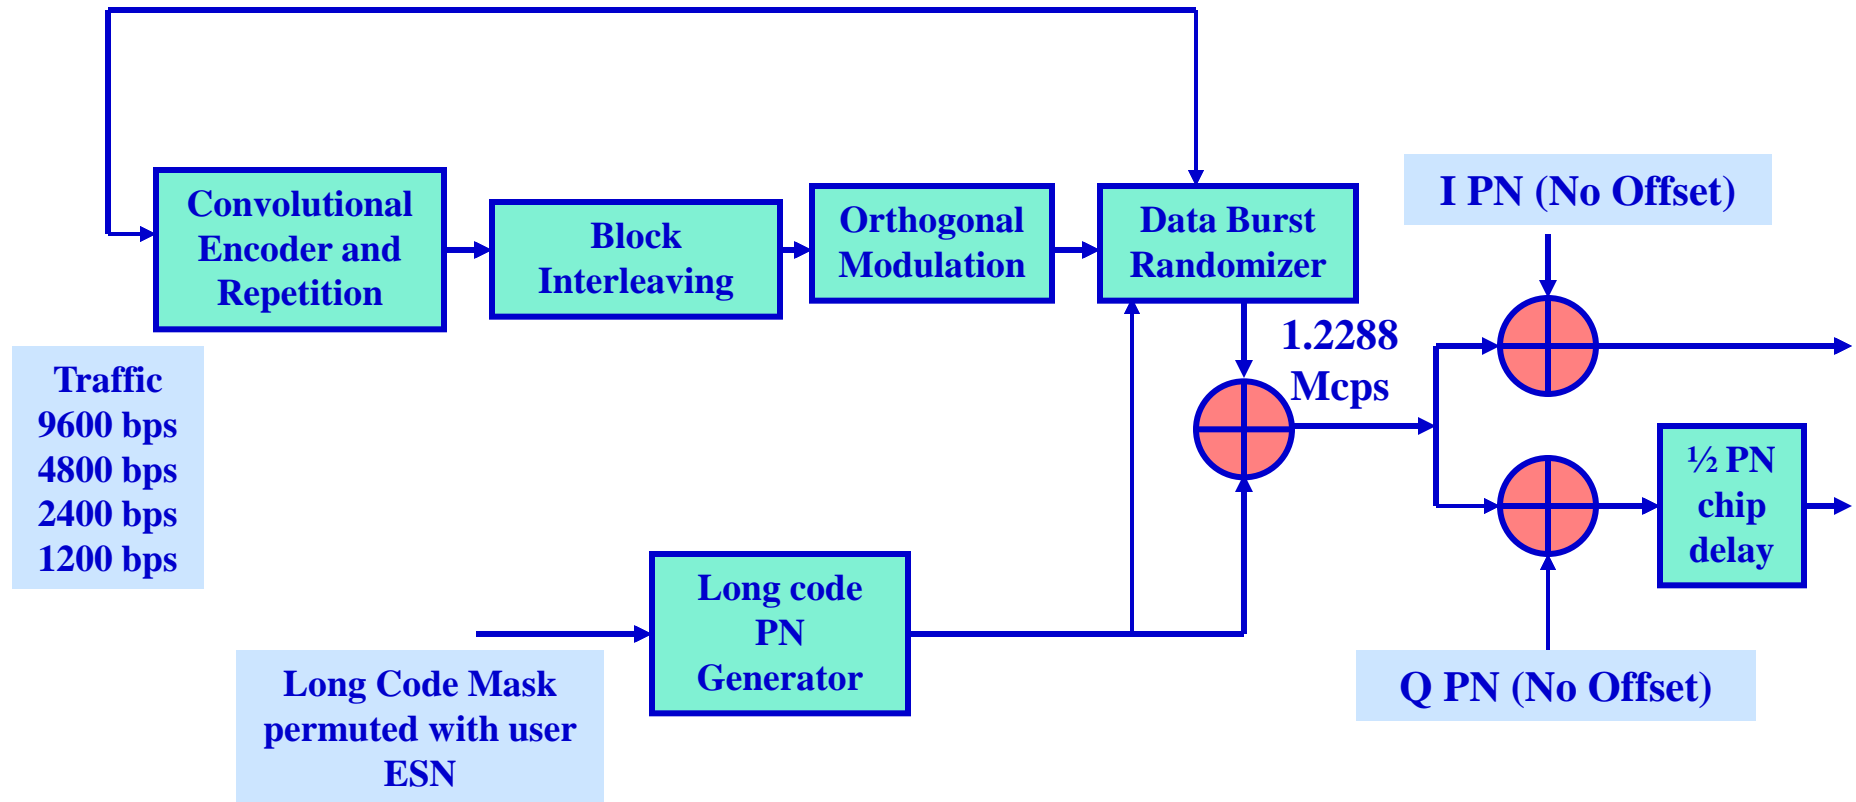 Convolutional
Encoder and
Repetition
Block
Interleaving
Orthogonal
Modulation
Data Burst
Randomizer
I PN (No Offset)
1.2288
Mcps
Traffic
9600 bps
4800 bps
2400 bps
1200 bps
½ PN
chip
delay
Long code
PN
Generator
Long Code Mask
permuted with user
ESN
Q PN (No Offset)